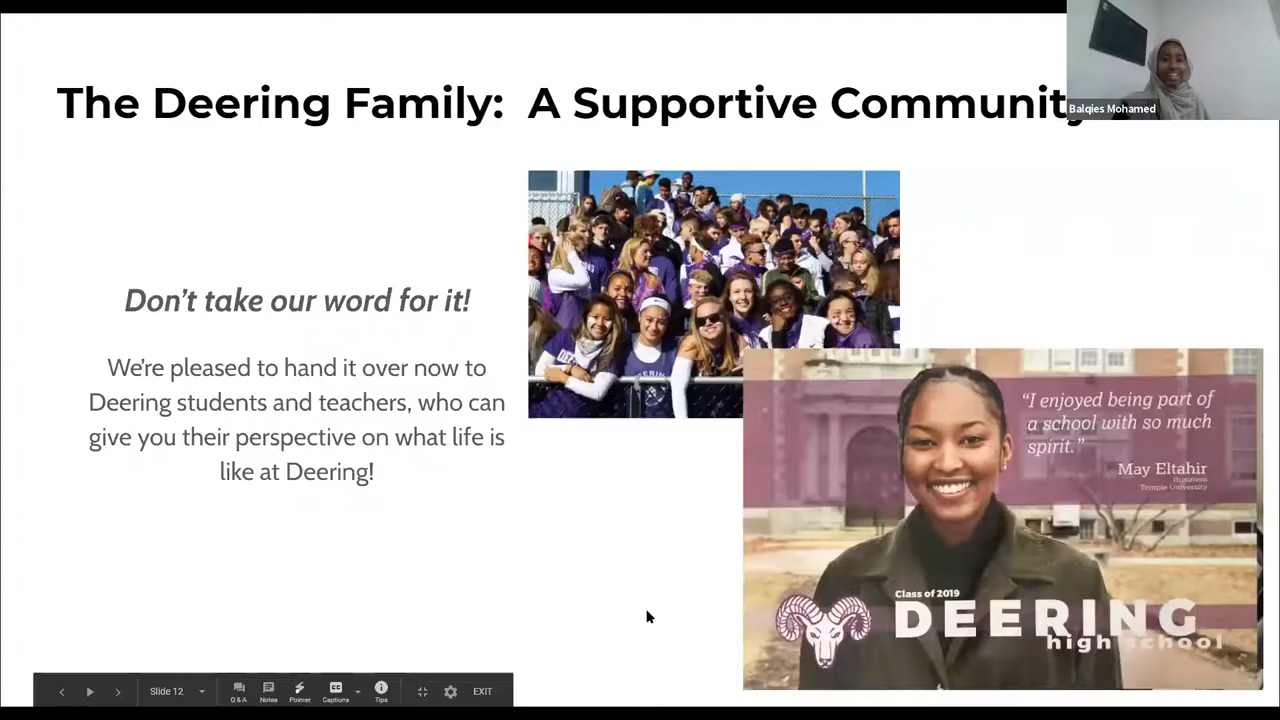 The Deering Family:  A Supportive Community
Balqies Mohamed
Don't take our word for it!
We're pleased to hand it over now to
Deering students and teachers, who can
give you their perspective on what life is
like at Deering!
DEERING
“I enjoyed being part of
a school with so much
spirit.”
May Eltahir
Temple University
Class of 2019
DEERING
high school
Slide 12
Q & A
Notes
Pointer
Captions
Tips
EXIT